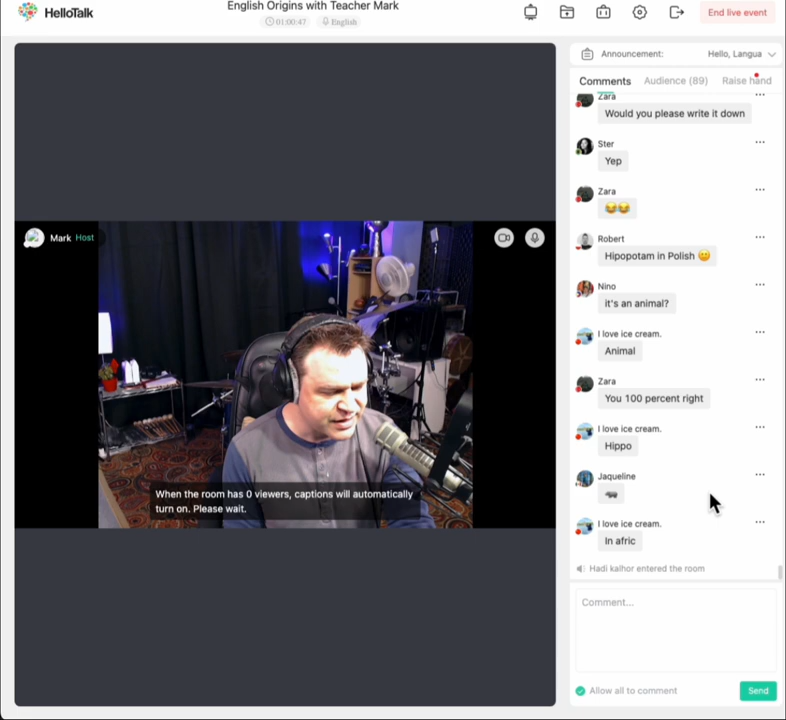 HelloTalk
English Origins with Teacher Mark
01:00:47
English
End live event
Mark Host
When the room has 0 viewers, captions will automatically
turn on. Please wait.
Announcement:
Hello, Langua
Comments
Audience (89)
Raise hand
Zara
Would you please write it down
Ster
Yep
Zara
😂😂
Robert
Hipopotam in Polish 🙂
Nino
it's an animal?
I love ice cream.
Animal
Zara
You 100 percent right
I love ice cream.
Hippo
Jaqueline
🦛
I love ice cream.
In afric
Hadi kalhor entered the room
Comment...
Allow all to comment
Send